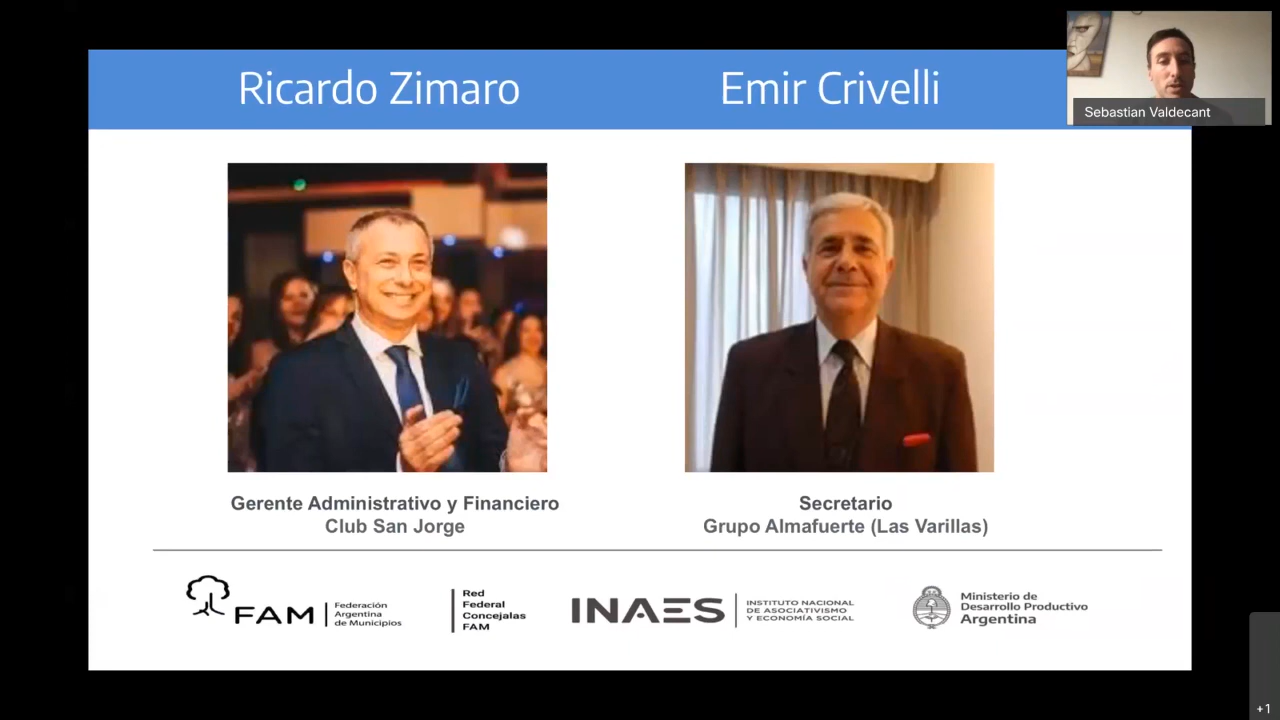 Ricardo Zimaro
Emir Crivelli
Sebastian Valdecant
Gerente Administrativo y Financiero
Club San Jorge
Secretario
Grupo Almafuerte (Las Varillas)
FAM
Federación
Argentina
de Municipios
Red
Federal
Concejalas
FAM
INAES
INSTITUTO NACIONAL
DE ASOCIATIVISMO
Y ECONOMÍA SOCIAL
Ministerio de
Desarrollo Productivo
Argentina
+1